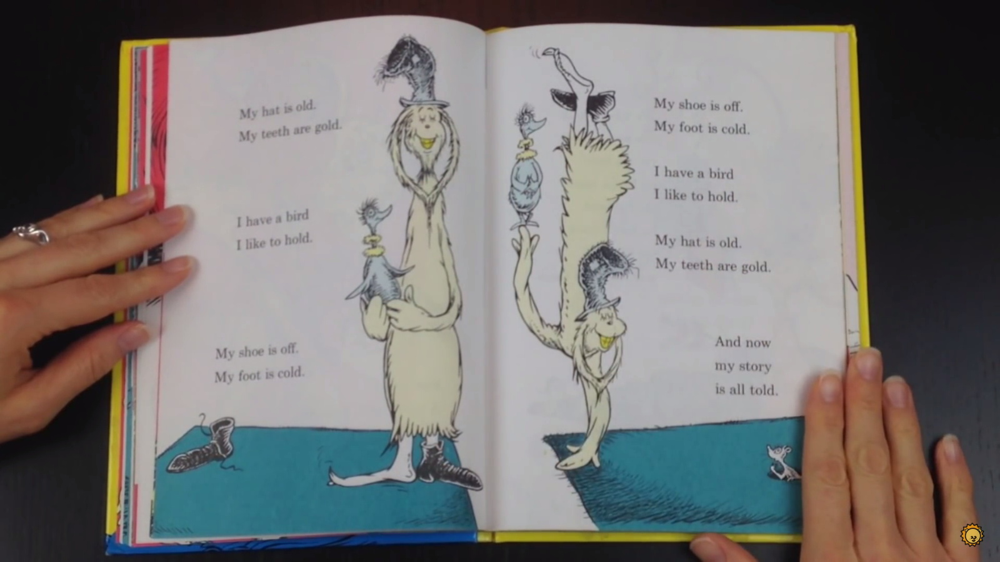 My hat is old.
My teeth are gold.
I have a bird
I like to hold.
My shoe is off.
My foot is cold.
My shoe is off.
My foot is cold.
I have a bird
I like to hold.
My hat is old.
My teeth are gold.
And now
my story
is all told.